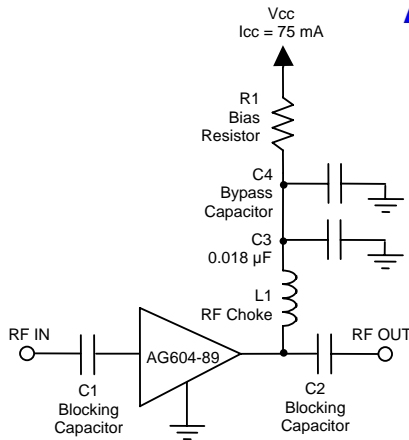 Vcc
Icc = 75 mA
R1
Bias
Resistor
C4
Bypass
Capacitor
C3
0.018 µF
L1
RF Choke
RF IN
AG604-89
RF OUT
C1
Blocking
Capacitor
C2
Blocking
Capacitor